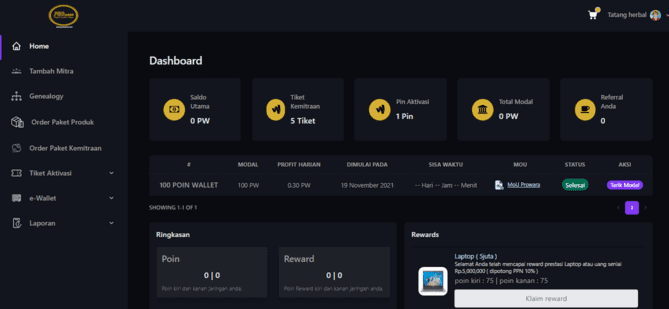 Tatang herbal
Home
Tambah Mitra
Genealogy
Order Paket Produk
Order Paket Kemitraan
Tiket Aktivasi
e-Wallet
Laporan
Dashboard
Saldo Utama
0 PW
Tiket Kemitraan
5 Tiket
Pin Aktivasi
1 Pin
Total Modal
0 PW
Referral Anda
0
# MODAL PROFIT HARIAN DIMULAI PADA SISA WAKTU MOU STATUS AKSI
100 POIN WALLET 100 PW 0,30 PW 19 November 2021 -- Hari -- Jam -- Menit MoU Prowara Selesai Tarik Modal
SHOWING 1-1 OF 1
1
Ringkasan
Poin
0 | 0
Poin kiri dan kanan jaringan anda.
Reward
0 | 0
Poin Reward kiri dan kanan jaringan anda.
Rewards
Laptop ( 5juta )
Selamat Anda telah mencapai reward prestasi Laptop atau uang senilai
Rp.5,000,000 ( dipotong PPN 10% )
poin kiri : 75 | poin kanan : 75
Klaim reward